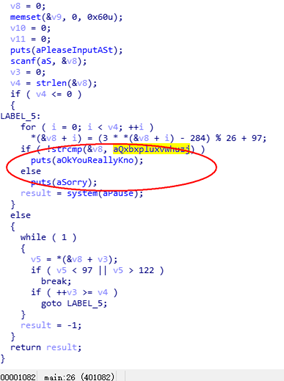 v8 = 0;
memset(&v9, 0, 0x60u);
v10 = 0;
v11 = 0;
puts(aPleaseInputASt);
scanf(aS, &v8);
v3 = 0;
v4 = strlen(&v8);
if ( v4 <= 0 )
{
LABEL_5:
for ( i = 0; i < v4; ++i )
*(&v8 + i) = (3 * *(&v8 + i) - 284) % 26 + 97;
if ( !strcmp(&v8, ) )
puts(aOkYouReallyKno);
else
puts(aSorry);
result = system(aPause);
}
else
{
while ( 1 )
{
v5 = *(&v8 + v3);
if ( v5 < 97 || v5 > 122 )
break;
if ( ++v3 >= v4 )
goto LABEL_5;
}
result = -1;
}
return result;
}
00001082 main:26 (401082)